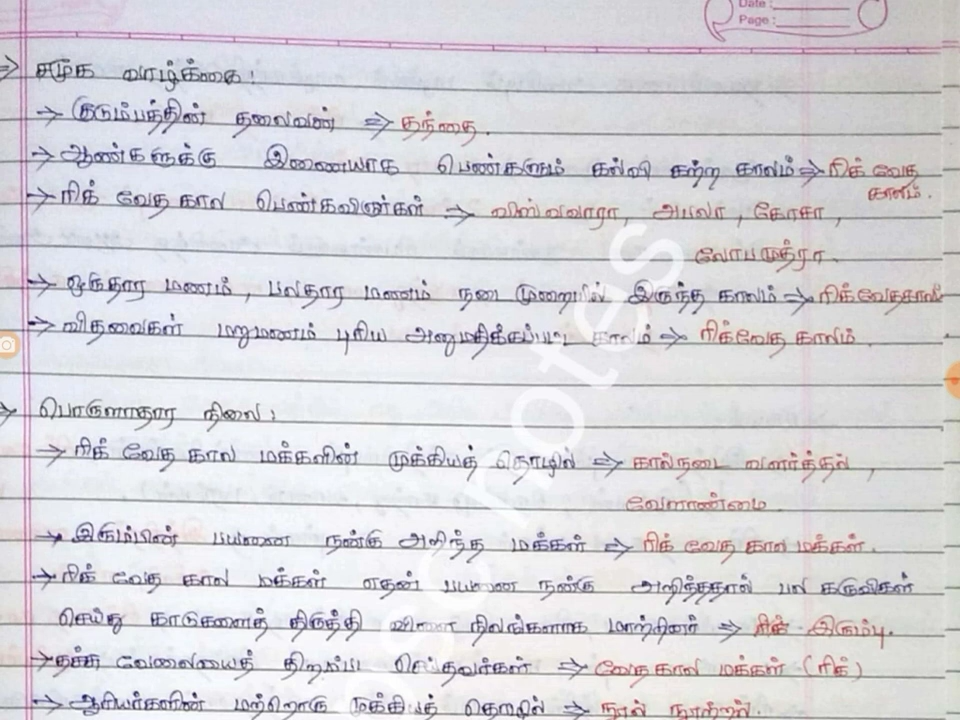 Date :
Page :
⇒ சமூக வாழ்க்கை :
→ குடும்பத்தின் தலைவன் ⇒ தந்தை.
→ ஆண்களுக்கு இணையாக பெண்களும் கல்வி கற்ற காலம் ⇒ ரிக் வேத
காலம்.
→ ரிக் வேத கால பெண்கவிஞர்கள் → விஸ்வவாரா, அபலா, கோசா,
லோபமுத்ரா.
→ ஒருதார மணம், பலதார மணம் நடைமுறையில் இருந்த காலம் → ரிக்வேதகாலம்
→ விதவைகள் மறுமணம் புரிய அனுமதிக்கப்பட்ட காலம் → ரிக்வேத காலம்.
⇒ பொருளாதார நிலை :
→ ரிக் வேத கால மக்களின் முக்கியத் தொழில் ⇒ கால்நடை வளர்த்தல்,
வேளாண்மை.
→ இரும்பின் பயனை நன்கு அறிந்த மக்கள் → ரிக் வேத கால மக்கள்.
→ ரிக் வேத கால மக்கள் எதன் பயனை நன்கு அறிந்ததால் பல கருவிகள்
செய்து காடுகளைத் திருத்தி விளை நிலங்களாக மாற்றினர் ⇒ இரும்பு.
→ தச்சு வேலையைத் திறம்பட செய்தவர்கள் ⇒ வேத கால மக்கள் (ரிக்)
→ ஆரியர்களின் மற்றொரு முக்கியத் தொழில் ⇒ நூல் நூற்றல்.
notes